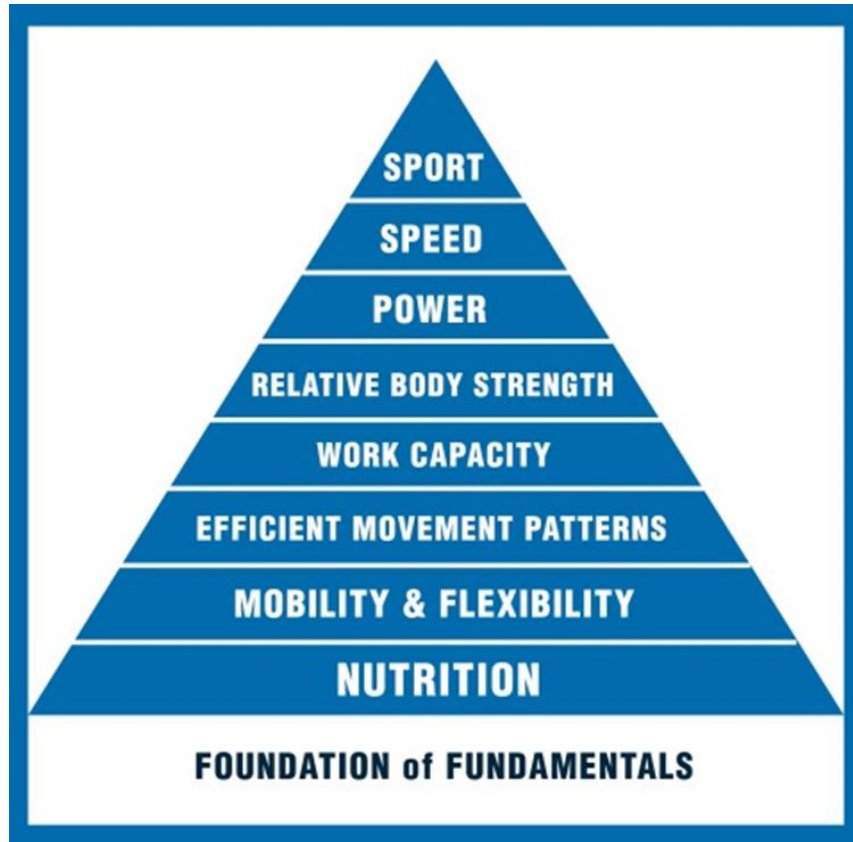 SPORT
SPEED
POWER
RELATIVE BODY STRENGTH
WORK CAPACITY
EFFICIENT MOVEMENT PATTERNS
MOBILITY & FLEXIBILITY
NUTRITION
FOUNDATION of FUNDAMENTALS